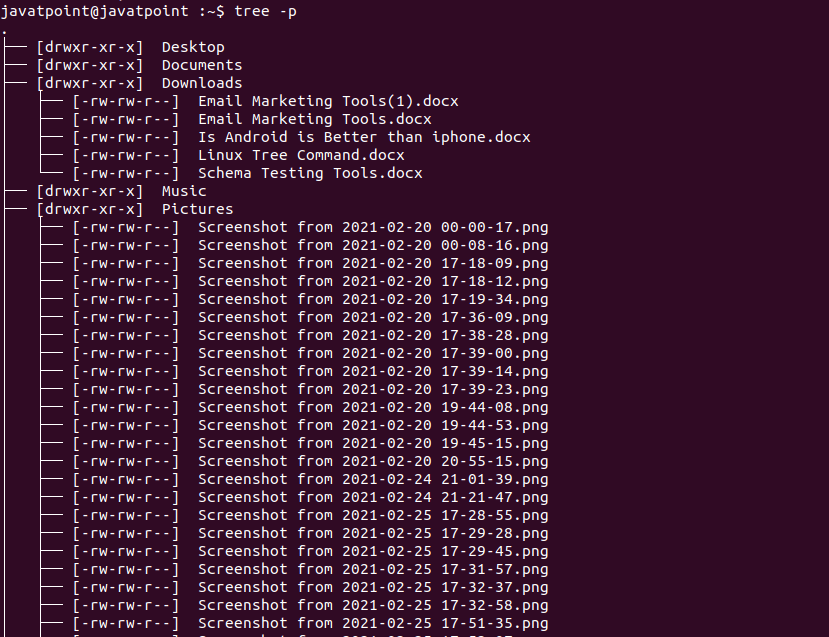 javatpoint@javatpoint :~$ tree -p
.
├── [drwxr-xr-x]  Desktop
├── [drwxr-xr-x]  Documents
├── [drwxr-xr-x]  Downloads
│   ├── [-rw-rw-r--]  Email Marketing Tools(1).docx
│   ├── [-rw-rw-r--]  Email Marketing Tools.docx
│   ├── [-rw-rw-r--]  Is Android is Better than iphone.docx
│   ├── [-rw-rw-r--]  Linux Tree Command.docx
│   └── [-rw-rw-r--]  Schema Testing Tools.docx
├── [drwxr-xr-x]  Music
├── [drwxr-xr-x]  Pictures
│   ├── [-rw-rw-r--]  Screenshot from 2021-02-20 00-00-17.png
│   ├── [-rw-rw-r--]  Screenshot from 2021-02-20 00-08-16.png
│   ├── [-rw-rw-r--]  Screenshot from 2021-02-20 17-18-09.png
│   ├── [-rw-rw-r--]  Screenshot from 2021-02-20 17-18-12.png
│   ├── [-rw-rw-r--]  Screenshot from 2021-02-20 17-19-34.png
│   ├── [-rw-rw-r--]  Screenshot from 2021-02-20 17-36-09.png
│   ├── [-rw-rw-r--]  Screenshot from 2021-02-20 17-38-28.png
│   ├── [-rw-rw-r--]  Screenshot from 2021-02-20 17-39-00.png
│   ├── [-rw-rw-r--]  Screenshot from 2021-02-20 17-39-14.png
│   ├── [-rw-rw-r--]  Screenshot from 2021-02-20 17-39-23.png
│   ├── [-rw-rw-r--]  Screenshot from 2021-02-20 19-44-08.png
│   ├── [-rw-rw-r--]  Screenshot from 2021-02-20 19-44-53.png
│   ├── [-rw-rw-r--]  Screenshot from 2021-02-20 19-45-15.png
│   ├── [-rw-rw-r--]  Screenshot from 2021-02-20 20-55-15.png
│   ├── [-rw-rw-r--]  Screenshot from 2021-02-24 21-01-39.png
│   ├── [-rw-rw-r--]  Screenshot from 2021-02-24 21-21-47.png
│   ├── [-rw-rw-r--]  Screenshot from 2021-02-25 17-28-55.png
│   ├── [-rw-rw-r--]  Screenshot from 2021-02-25 17-29-28.png
│   ├── [-rw-rw-r--]  Screenshot from 2021-02-25 17-29-45.png
│   ├── [-rw-rw-r--]  Screenshot from 2021-02-25 17-31-57.png
│   ├── [-rw-rw-r--]  Screenshot from 2021-02-25 17-32-37.png
│   ├── [-rw-rw-r--]  Screenshot from 2021-02-25 17-32-58.png
│   ├── [-rw-rw-r--]  Screenshot from 2021-02-25 17-51-35.png